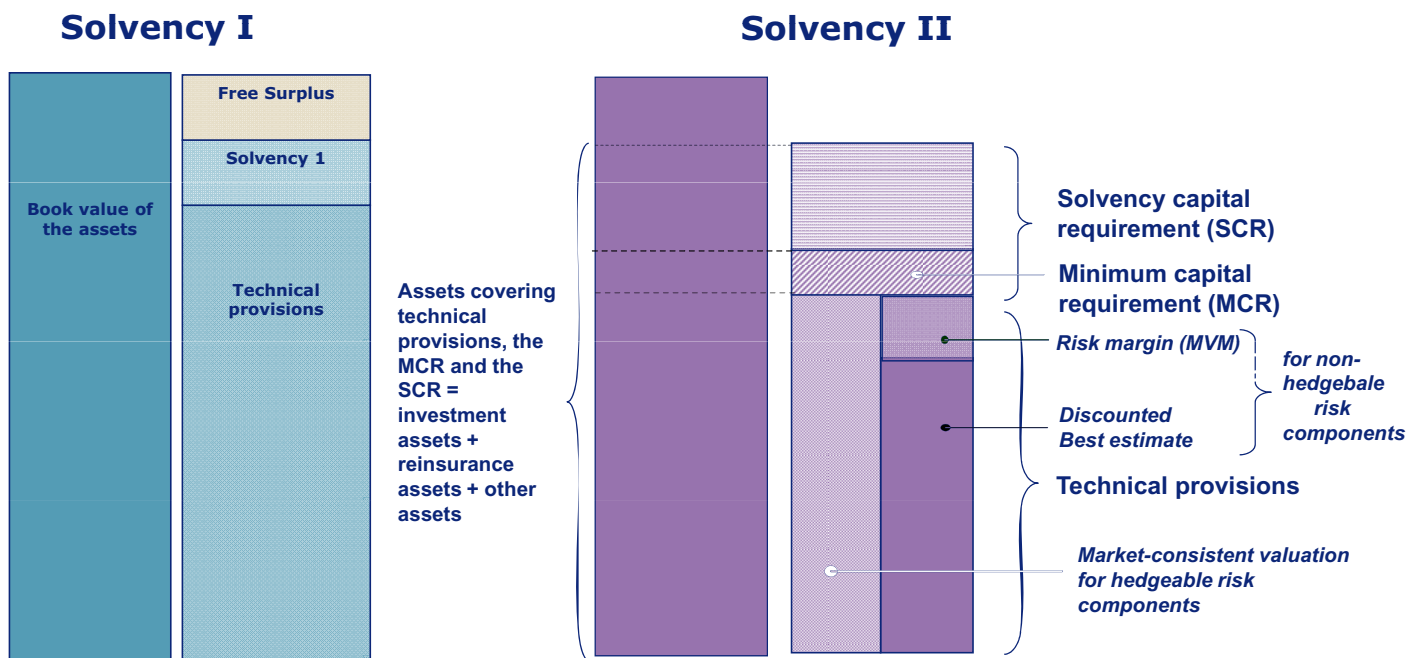 Solvency I
Solvency II
Free Surplus
Solvency 1
Book value of
the assets
Technical
provisions
Assets covering
technical
provisions, the
MCR and the
SCR =
investment
assets +
reinsurance
assets + other
assets
Solvency capital
requirement (SCR)
Minimum capital
requirement (MCR)
Risk margin (MVM)
for non-
hedgebale
risk
components
Discounted
Best estimate
Technical provisions
Market-consistent valuation
for hedgeable risk
components